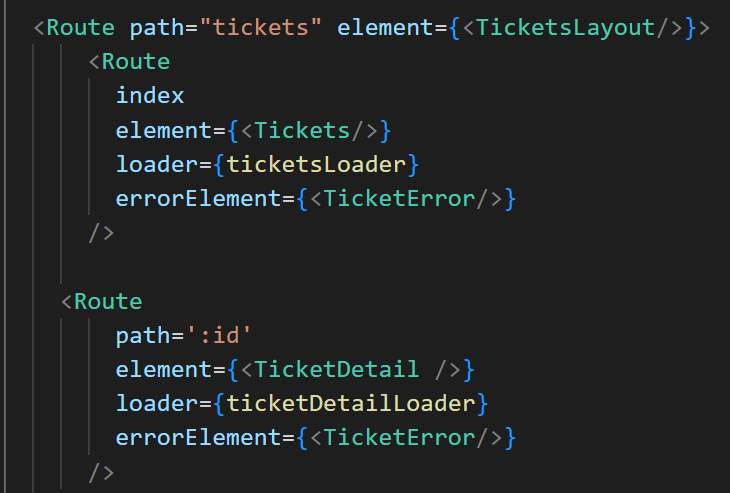 <Route path="tickets" element={<TicketsLayout/>}>
<Route
index
element={<Tickets/>}
loader={ticketsLoader}
errorElement={<TicketError/>}
/>
<Route
path=':id'
element={<TicketDetail />}
loader={ticketDetailLoader}
errorElement={<TicketError/>}
/>